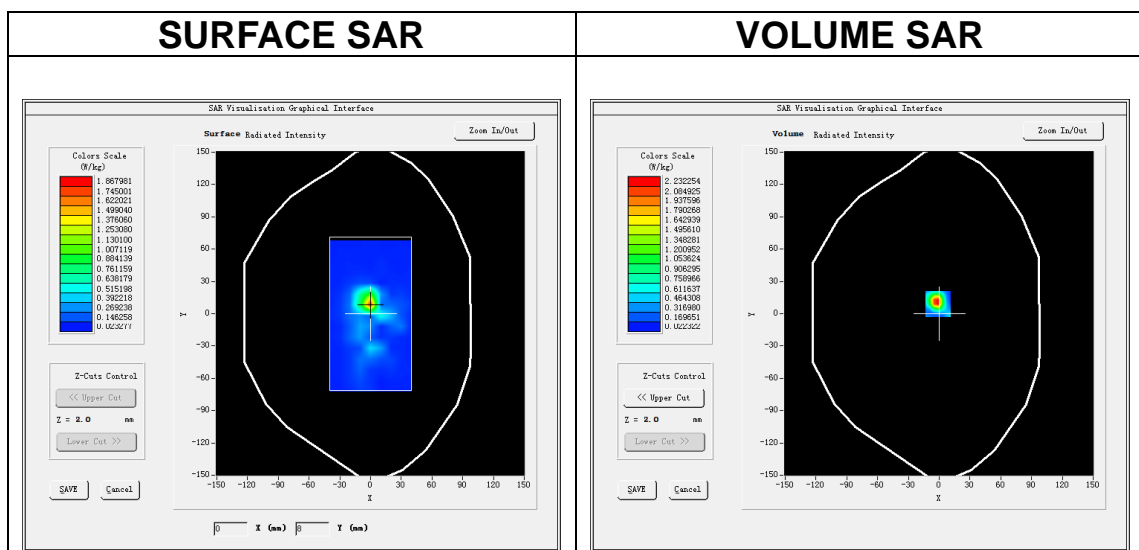 SURFACE SAR
VOLUME SAR
SAR Visualisation Graphical Interface
Surface Radiated Intensity
Zoom In/Out
Colors Scale
(W/kg)
1.867981
1.745001
1.622021
1.499040
1.376060
1.253080
1.130100
1.007119
0.884139
0.761159
0.638179
0.515198
0.392218
0.269238
0.146258
0.023277
Z-Cuts Control
<< Upper Cut
Z = 2.0 mm
Lower Cut >>
SAVE Cancel
150
120
90
60
30
0
-30
-60
-90
-120
-150
Y
-150 -120 -90 -60 -30 0 30 60 90 120 150
X
0 X (mm) 8 Y (mm)
SAR Visualisation Graphical Interface
Volume Radiated Intensity
Zoom In/Out
Colors Scale
(W/kg)
2.232254
2.084925
1.937596
1.790268
1.642939
1.495610
1.348281
1.200952
1.053624
0.906295
0.758966
0.611637
0.464308
0.316980
0.169651
0.022322
Z-Cuts Control
<< Upper Cut
Z = 2.0 mm
Lower Cut >>
SAVE Cancel
150
120
90
60
30
0
-30
-60
-90
-120
-150
Y
-150 -120 -90 -60 -30 0 30 60 90 120 150
X